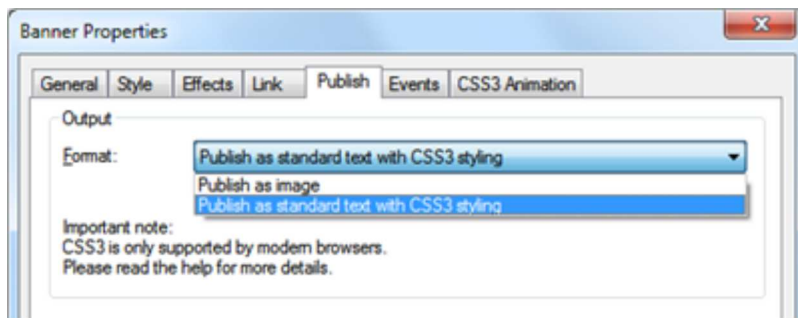 Banner Properties
General Style Effects Link Publish Events CSS3 Animation
Output
Format: Publish as standard text with CSS3 styling
Publish as image
Publish as standard text with CSS3 styling
Important note:
CSS3 is only supported by modern browsers.
Please read the help for more details.